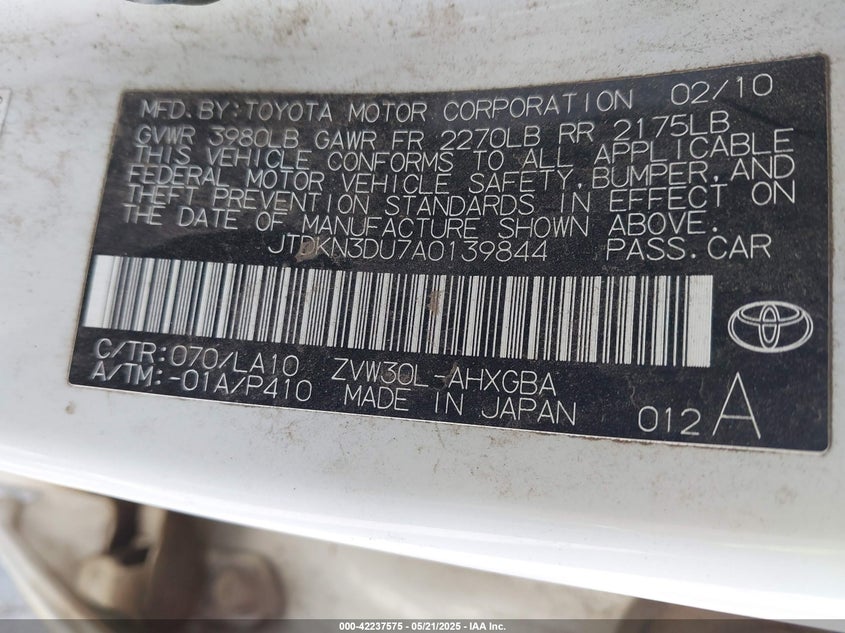 MFD.BY:TOYOTA MOTOR CORPORATION 02/10
GVWR 3980LB GAWR FR 2270LB RR 2175LB
THIS VEHICLE CONFORMS TO ALL APPLICABLE
FEDERAL MOTOR VEHICLE SAFETY,BUMPER,AND
THEFT PREVENTION STANDARDS IN EFFECT ON
THE DATE OF MANUFACTURE SHOWN ABOVE.
JTDKN3DU7A0139844 PASS.CAR
C/TR:070/LA10 ZVW30L-AHXGBA
A/TM:-01A/P410 MADE IN JAPAN 012 A
000-42237575 - 05/21/2025 - IAA Inc.